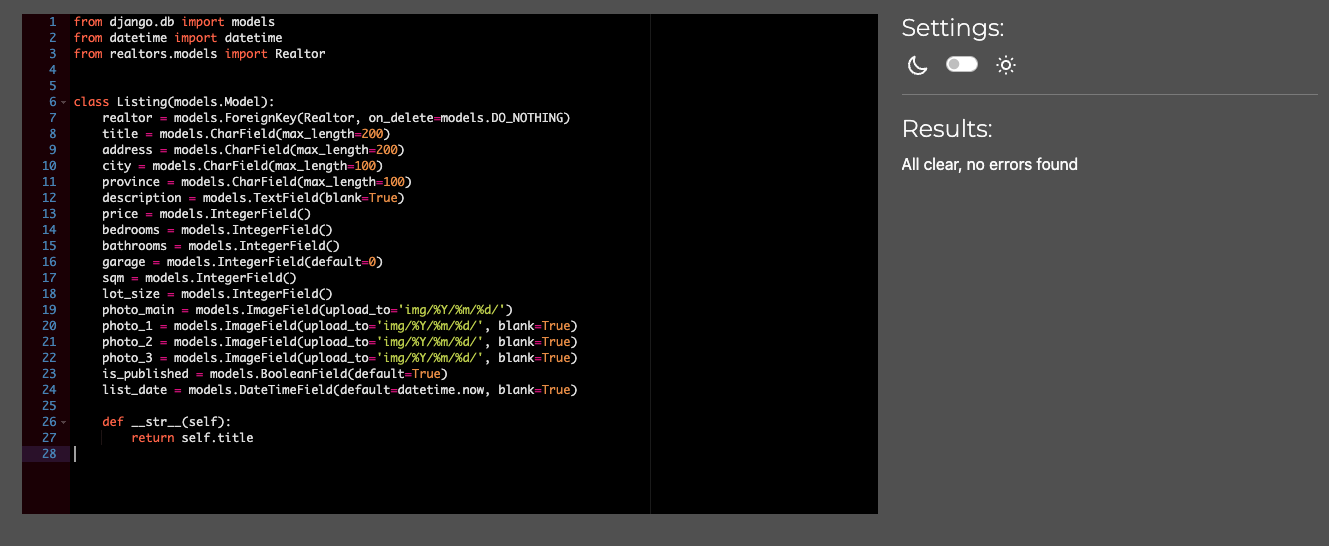 1 from django.db import models
2 from datetime import datetime
3 from realtors.models import Realtor
4
5
6 class Listing(models.Model):
7     realtor = models.ForeignKey(Realtor, on_delete=models.DO_NOTHING)
8     title = models.CharField(max_length=200)
9     address = models.CharField(max_length=200)
10     city = models.CharField(max_length=100)
11     province = models.CharField(max_length=100)
12     description = models.TextField(blank=True)
13     price = models.IntegerField()
14     bedrooms = models.IntegerField()
15     bathrooms = models.IntegerField()
16     garage = models.IntegerField(default=0)
17     sqm = models.IntegerField()
18     lot_size = models.IntegerField()
19     photo_main = models.ImageField(upload_to='img/%Y/%m/%d/')
20     photo_1 = models.ImageField(upload_to='img/%Y/%m/%d/', blank=True)
21     photo_2 = models.ImageField(upload_to='img/%Y/%m/%d/', blank=True)
22     photo_3 = models.ImageField(upload_to='img/%Y/%m/%d/', blank=True)
23     is_published = models.BooleanField(default=True)
24     list_date = models.DateTimeField(default=datetime.now, blank=True)
25
26     def __str__(self):
27         return self.title
28
Settings:
Results:
All clear, no errors found